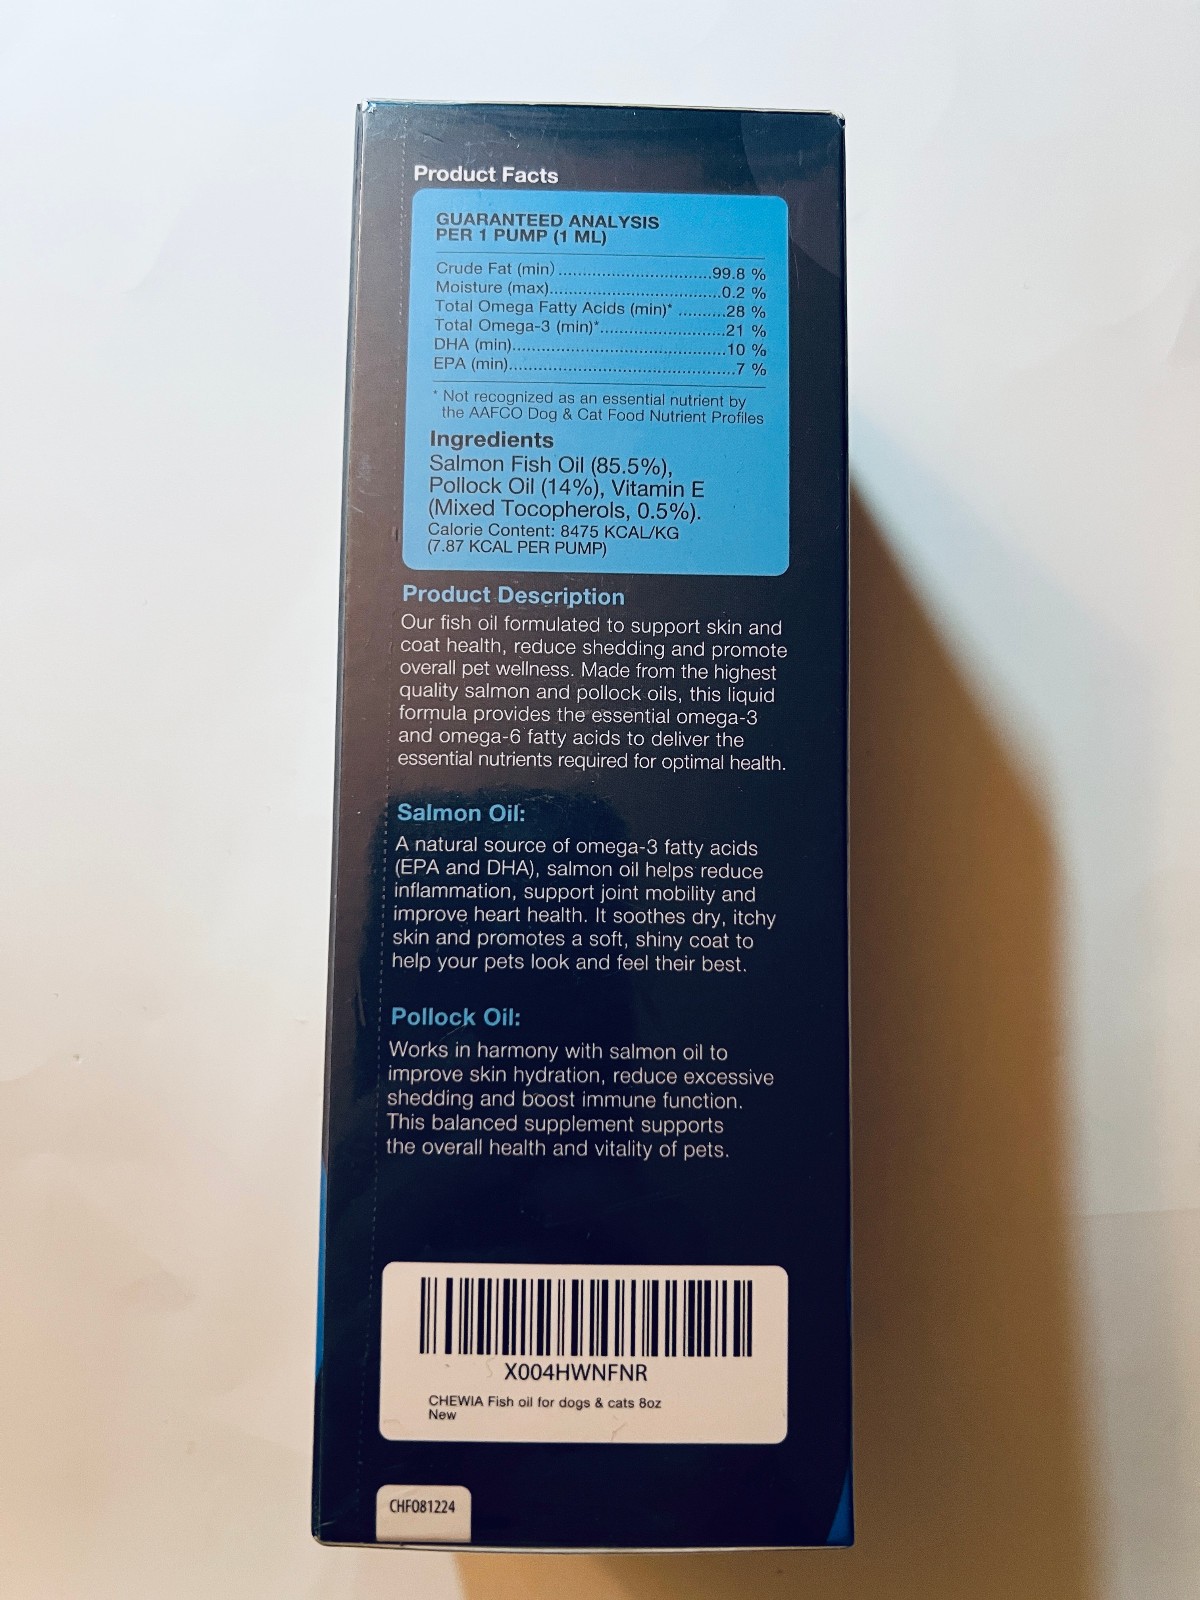 Product Facts
GUARANTEED ANALYSIS
PER 1 PUMP (1 ML)
Crude Fat (min)....................................99.8 %
Moisture (max)........................................0.2 %
Total Omega Fatty Acids (min)* ..........28 %
Total Omega-3 (min)*.............................21 %
DHA (min)..................................................10 %
EPA (min)....................................................7 %
* Not recognized as an essential nutrient by
the AAFCO Dog & Cat Food Nutrient Profiles
Ingredients
Salmon Fish Oil (85.5%),
Pollock Oil (14%), Vitamin E
(Mixed Tocopherols, 0.5%).
Calorie Content: 8475 KCAL/KG
(7.87 KCAL PER PUMP)
Product Description
Our fish oil formulated to support skin and
coat health, reduce shedding and promote
overall pet wellness. Made from the highest
quality salmon and pollock oils, this liquid
formula provides the essential omega-3
and omega-6 fatty acids to deliver the
essential nutrients required for optimal health.
Salmon Oil:
A natural source of omega-3 fatty acids
(EPA and DHA), salmon oil helps reduce
inflammation, support joint mobility and
improve heart health. It soothes dry, itchy
skin and promotes a soft, shiny coat to
help your pets look and feel their best.
Pollock Oil:
Works in harmony with salmon oil to
improve skin hydration, reduce excessive
shedding and boost immune function.
This balanced supplement supports
the overall health and vitality of pets.
X004HWNFNR
CHEWIA Fish oil for dogs & cats 8oz
New
CHF081224